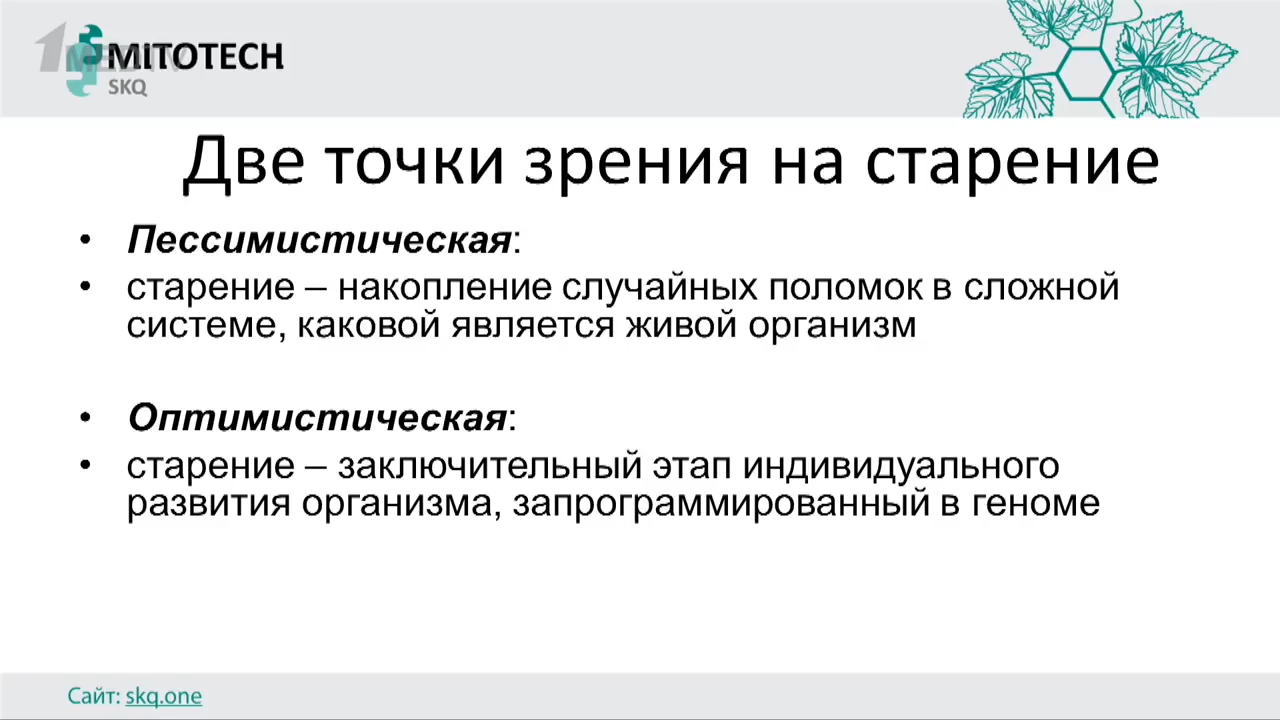 1MEDTV
MITOTECH
SKQ
Две точки зрения на старение
• Пессимистическая:
• старение – накопление случайных поломок в сложной
системе, каковой является живой организм
• Оптимистическая:
• старение – заключительный этап индивидуального
развития организма, запрограммированный в геноме
Сайт: skq.one